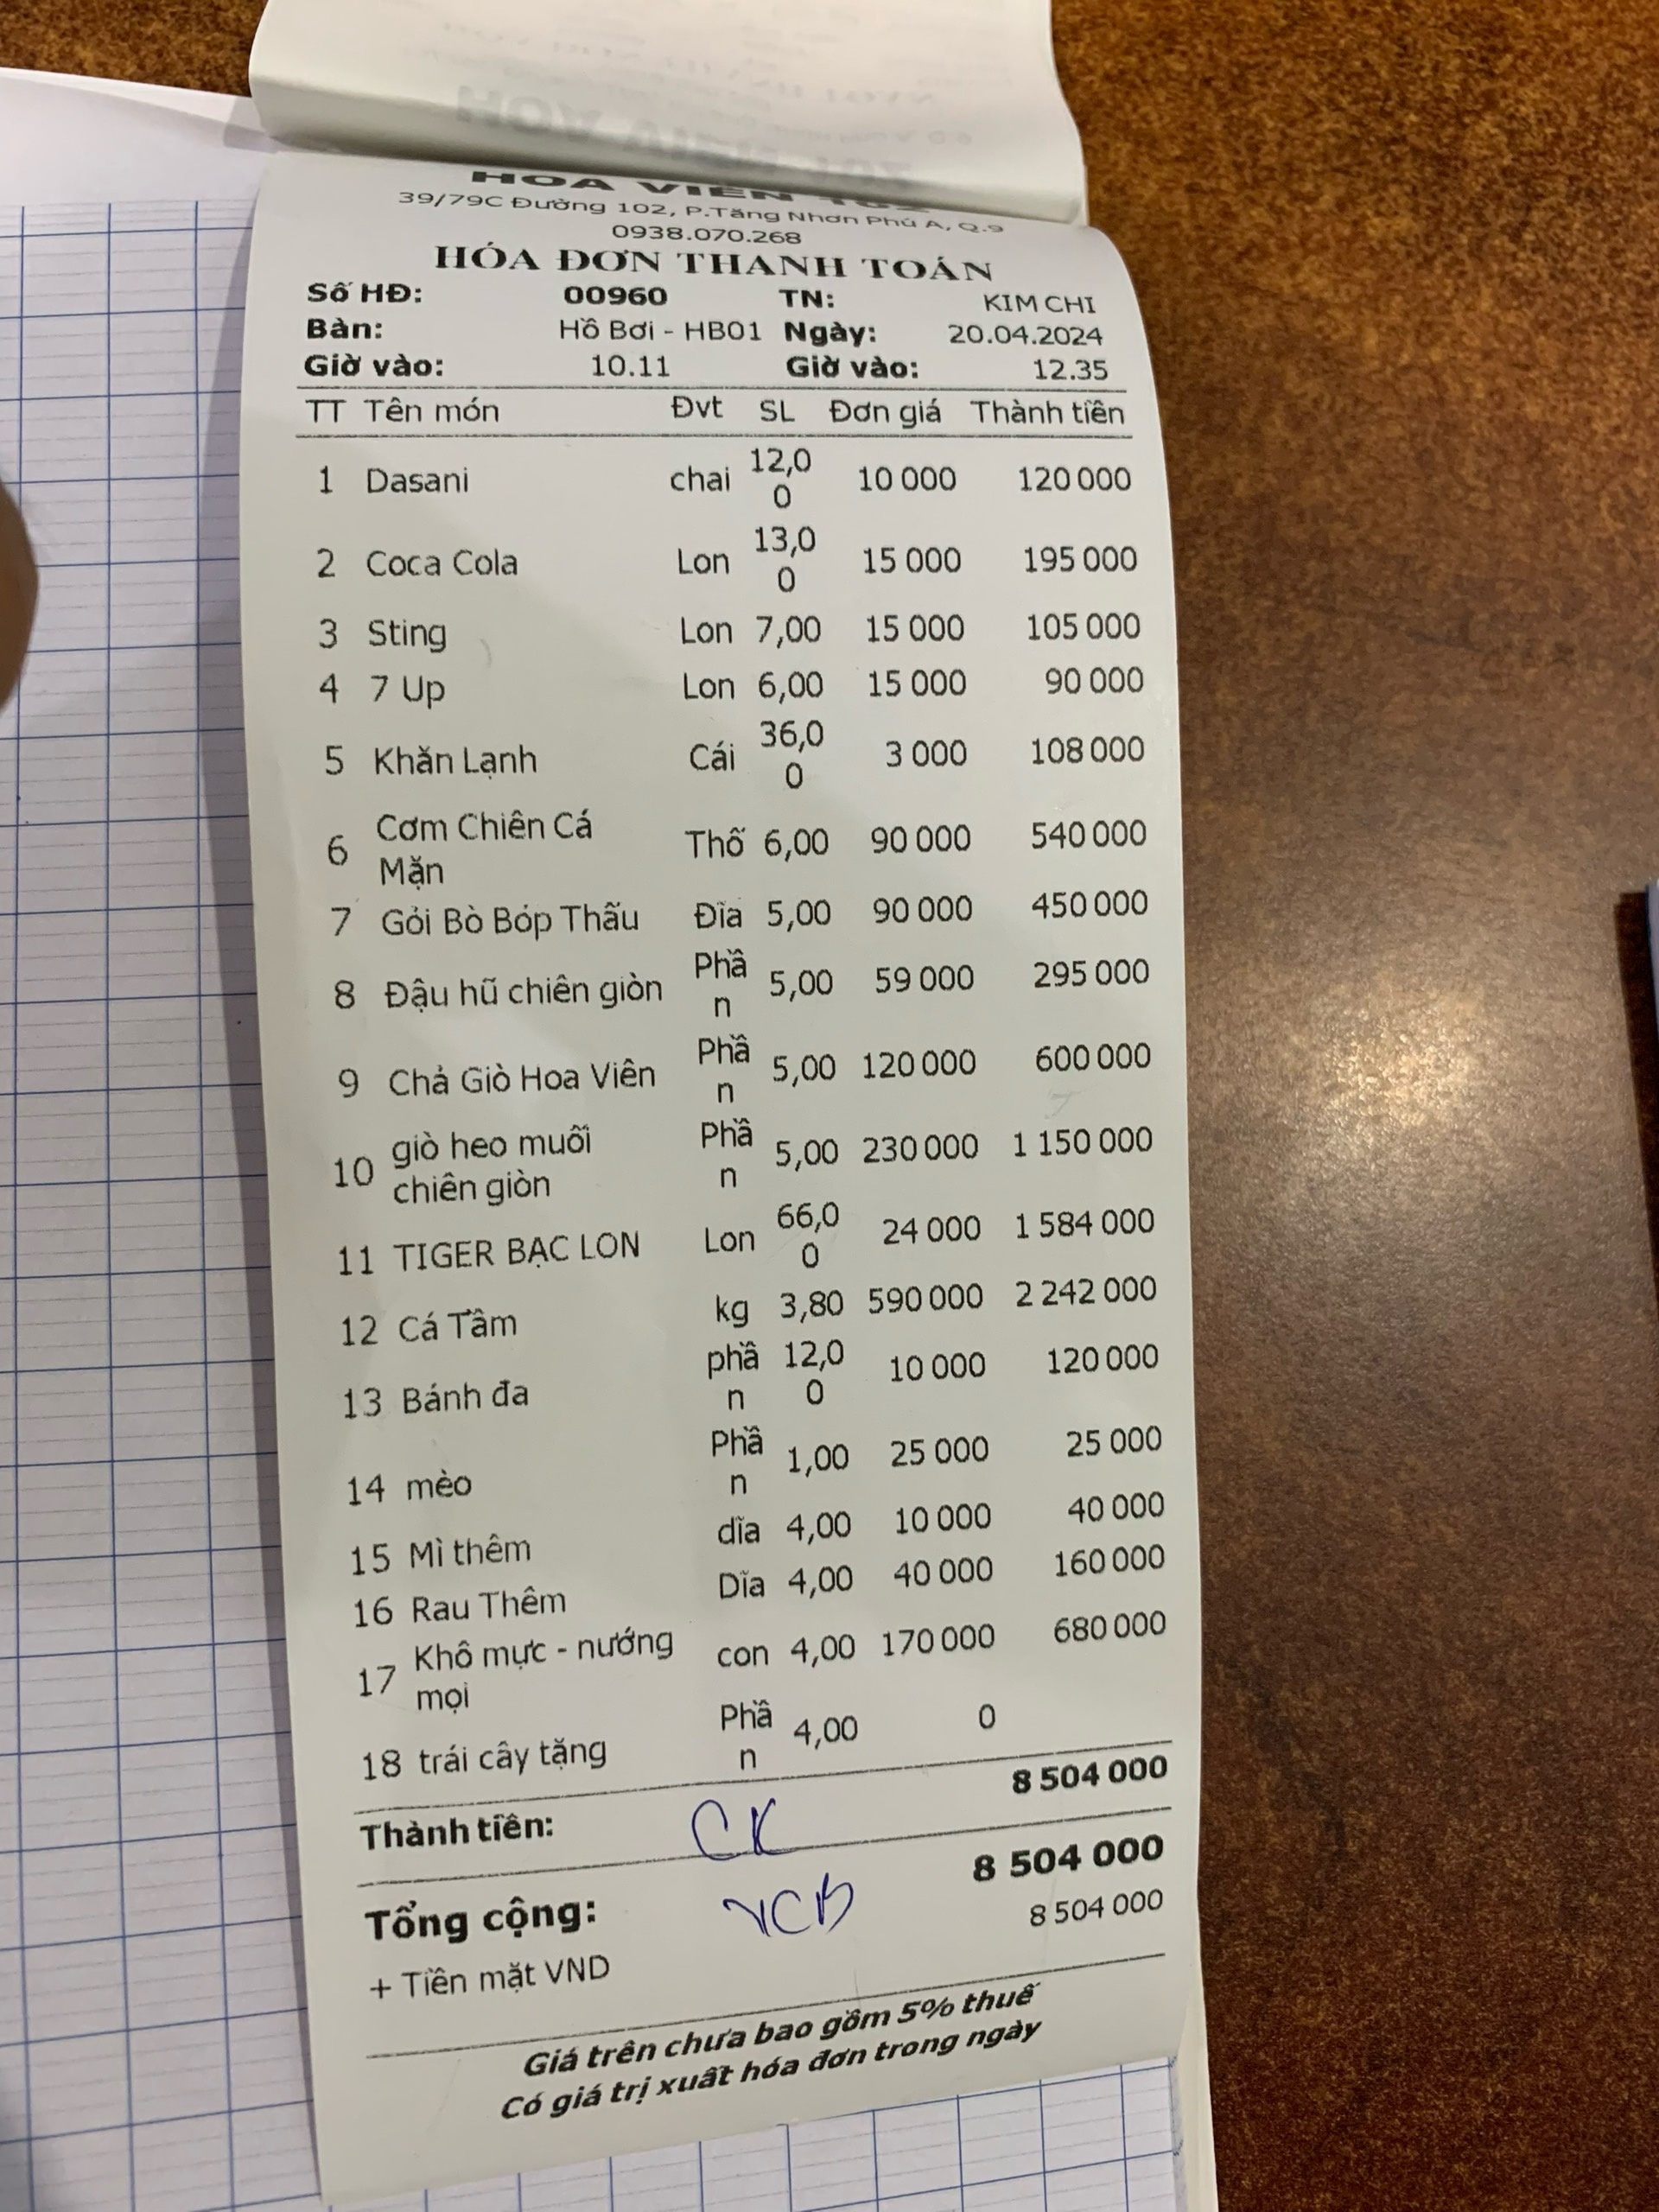 HOA VIÊN 102
39/79C Đường 102, P.Tăng Nhơn Phú A, Q.9
0938.070.268
HÓA ĐƠN THANH TOÁN
Số HĐ: 00960 TN: KIM CHI
Bàn: Hồ Bơi - HB01 Ngày: 20.04.2024
Giờ vào: 10.11 Giờ vào: 12.35
TT Tên món Đvt SL Đơn giá Thành tiền
1 Dasani chai 12,00 10 000 120 000
2 Coca Cola Lon 13,00 15 000 195 000
3 Sting Lon 7,00 15 000 105 000
4 7 Up Lon 6,00 15 000 90 000
5 Khăn Lạnh Cái 36,00 3 000 108 000
6 Cơm Chiên Cá Mặn Thố 6,00 90 000 540 000
7 Gỏi Bò Bóp Thấu Đĩa 5,00 90 000 450 000
8 Đậu hũ chiên giòn Phần 5,00 59 000 295 000
9 Chả Giò Hoa Viên Phần 5,00 120 000 600 000
10 giò heo muối chiên giòn Phần 5,00 230 000 1 150 000
11 TIGER BẠC LON Lon 66,00 24 000 1 584 000
12 Cá Tầm kg 3,80 590 000 2 242 000
13 Bánh đa phần 12,00 10 000 120 000
14 mèo Phần 1,00 25 000 25 000
15 Mì thêm dĩa 4,00 10 000 40 000
16 Rau Thêm Dĩa 4,00 40 000 160 000
17 Khô mực - nướng mọi con 4,00 170 000 680 000
18 trái cây tặng Phần 4,00 0
Thành tiền: 8 504 000
CK
Tổng cộng: 8 504 000
VCB
+ Tiền mặt VND 8 504 000
Giá trên chưa bao gồm 5% thuế
Có giá trị xuất hóa đơn trong ngày